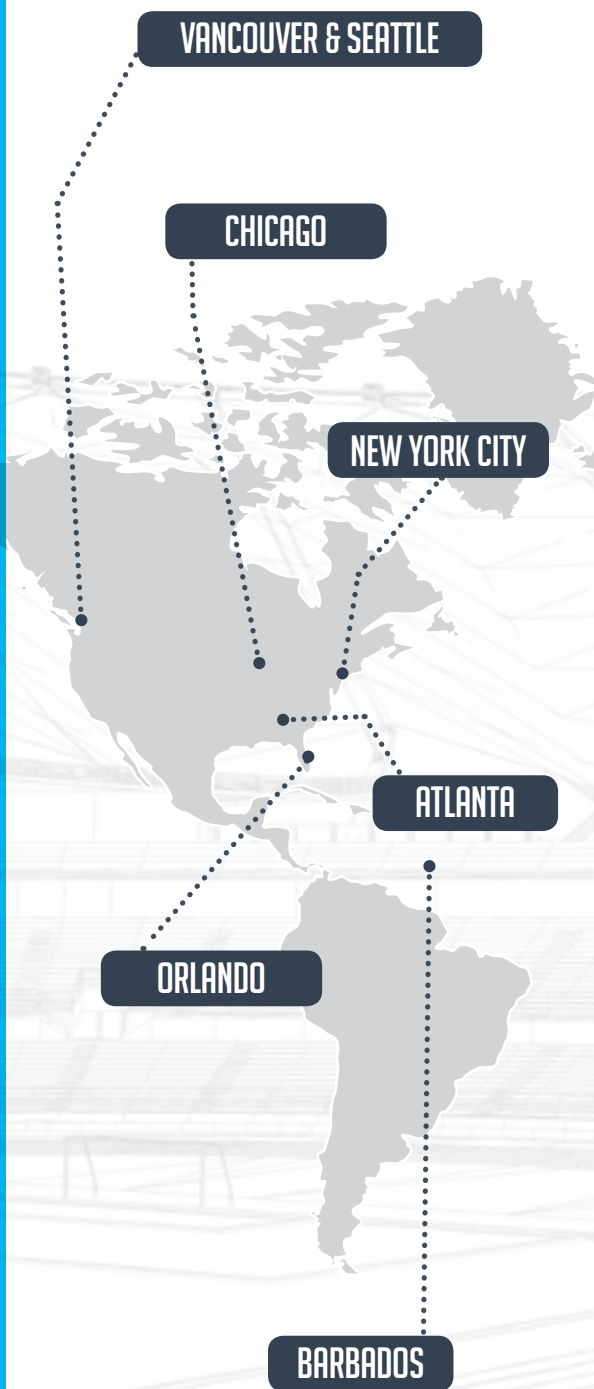 VANCOUVER & SEATTLE
CHICAGO
NEW YORK CITY
ATLANTA
ORLANDO
BARBADOS